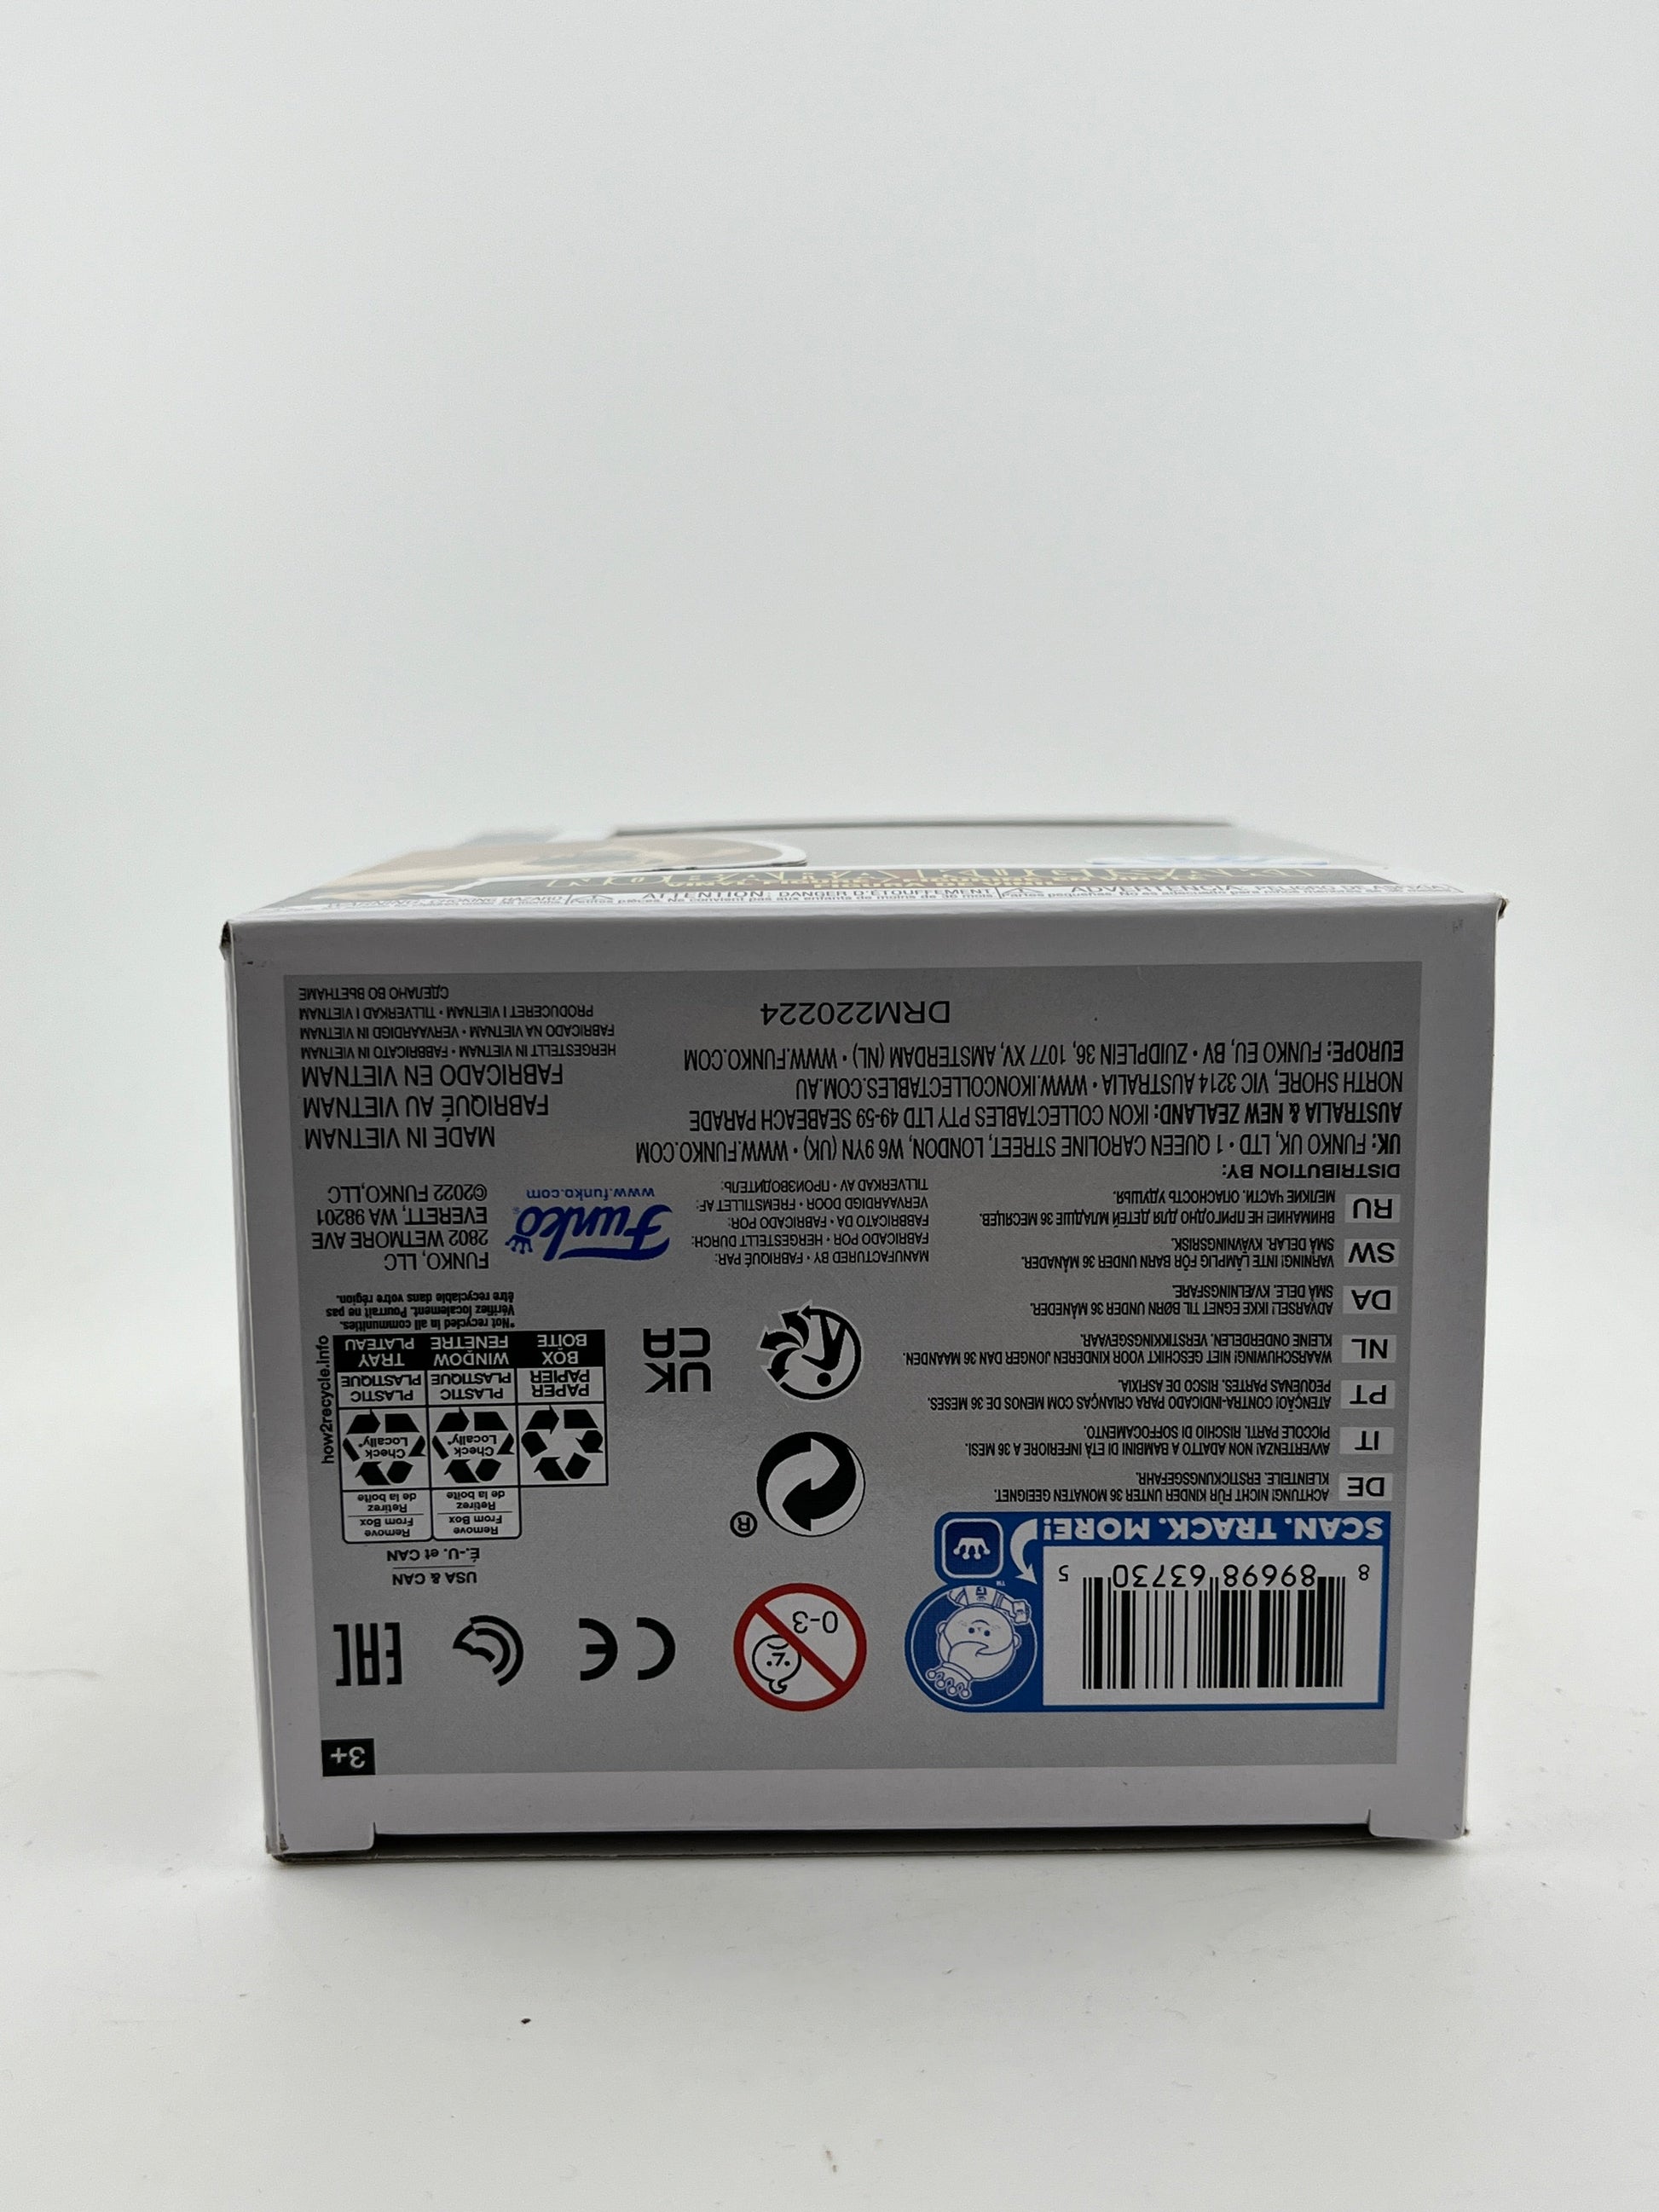 3+
8 89698 63730 5
SCAN. TRACK. MORE!
TM
0-3
CE
EAC
USA & CAN
É.-U. et CAN
Remove
From Box
Retirez
de la boîte
Remove
From Box
Retirez
de la boîte
Check
Locally*
Check
Locally*
PAPER
PAPIER
BOX
BOÎTE
PLASTIC
PLASTIQUE
WINDOW
FENÊTRE
PLASTIC
PLASTIQUE
TRAY
PLATEAU
how2recycle.info
*Not recycled in all communities.
Vérifiez localement. Pourrait ne pas
être recyclable dans votre région.
®
UK
CA
DE ACHTUNG! NICHT FÜR KINDER UNTER 36 MONATEN GEEIGNET.
KLEINTEILE. ERSTICKUNGSGEFAHR.
IT AVVERTENZA! NON ADATTO A BAMBINI DI ETÀ INFERIORE A 36 MESI.
PICCOLE PARTI. RISCHIO DI SOFFOCAMENTO.
PT ATENÇÃO! CONTRA-INDICADO PARA CRIANÇAS COM MENOS DE 36 MESES.
PEQUENAS PARTES. RISCO DE ASFIXIA.
NL WAARSCHUWING! NIET GESCHIKT VOOR KINDEREN JONGER DAN 36 MAANDEN.
KLEINE ONDERDELEN. VERSTIKKINGSGEVAAR.
DA ADVARSEL! IKKE EGNET TIL BØRN UNDER 36 MÅNEDER.
SMÅ DELE. KVÆLNINGSFARE.
SW VARNING! INTE LÄMPLIG FÖR BARN UNDER 36 MÅNADER.
SMÅ DELAR. KVÄVNINGSRISK.
RU ВНИМАНИЕ! НЕ ПРИГОДНО ДЛЯ ДЕТЕЙ МЛАДШЕ 36 МЕСЯЦЕВ.
МЕЛКИЕ ЧАСТИ. ОПАСНОСТЬ УДУШЬЯ.
MANUFACTURED BY • FABRIQUÉ PAR:
FABRICADO POR • HERGESTELLT DURCH:
FABBRICATO DA • FABRICADO POR:
VERVAARDIGD DOOR • FREMSTILLET AF:
TILLVERKAD AV • ПРОИЗВОДИТЕЛЬ:
Funko®
www.funko.com
FUNKO, LLC
2802 WETMORE AVE
EVERETT, WA 98201
©2022 FUNKO,LLC
DISTRIBUTION BY:
UK: FUNKO UK, LTD • 1 QUEEN CAROLINE STREET, LONDON, W6 9YN (UK) • WWW.FUNKO.COM
AUSTRALIA & NEW ZEALAND: IKON COLLECTABLES PTY LTD 49-59 SEABEACH PARADE
NORTH SHORE, VIC 3214 AUSTRALIA • WWW.IKONCOLLECTABLES.COM.AU
EUROPE: FUNKO EU, BV • ZUIDPLEIN 36, 1077 XV, AMSTERDAM (NL) • WWW.FUNKO.COM
DRM220224
MADE IN VIETNAM
FABRIQUÉ AU VIETNAM
FABRICADO EN VIETNAM
HERGESTELLT IN VIETNAM • FABBRICATO IN VIETNAM
FABRICADO NA VIETNAM • VERVAARDIGD IN VIETNAM
PRODUCERET I VIETNAM • TILLVERKAD I VIETNAM
СДЕЛАНО ВО ВЬЕТНАМЕ
ATTENTION: DANGER D'ÉTOUFFEMENT
ADVERTENCIA: